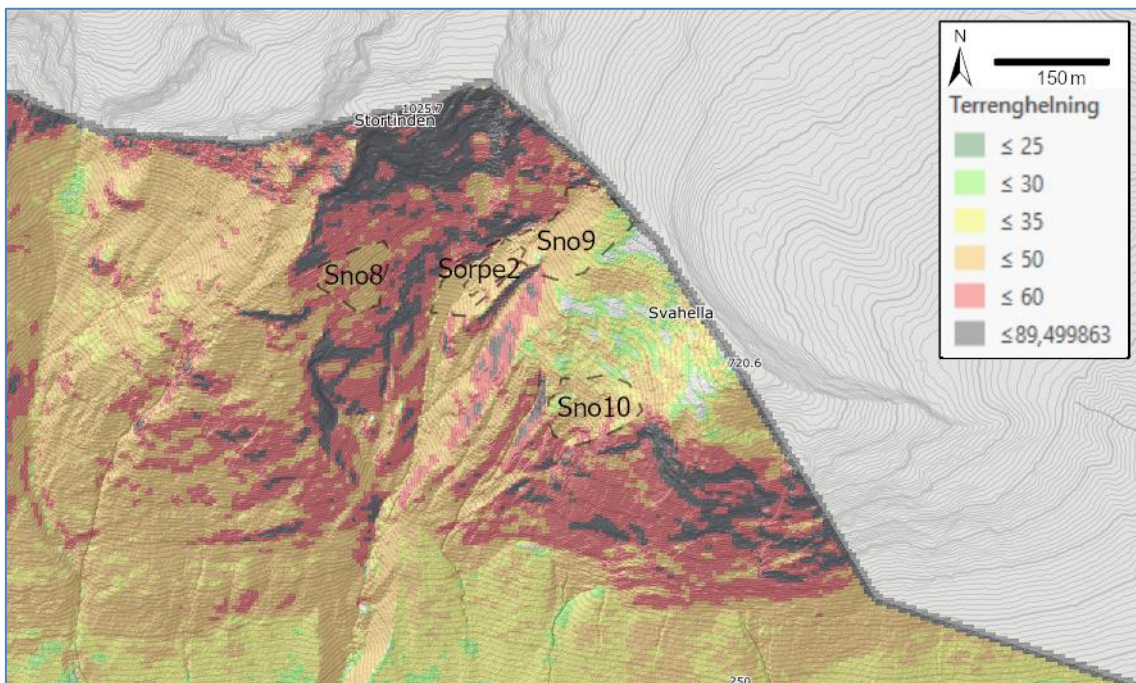 1025.7
Stortinden
Sno9
Sno8
Sorpe2
Svahella
720.6
Sno10
250
N
150 m
Terrenghelning
≤ 25
≤ 30
≤ 35
≤ 50
≤ 60
≤89,499863